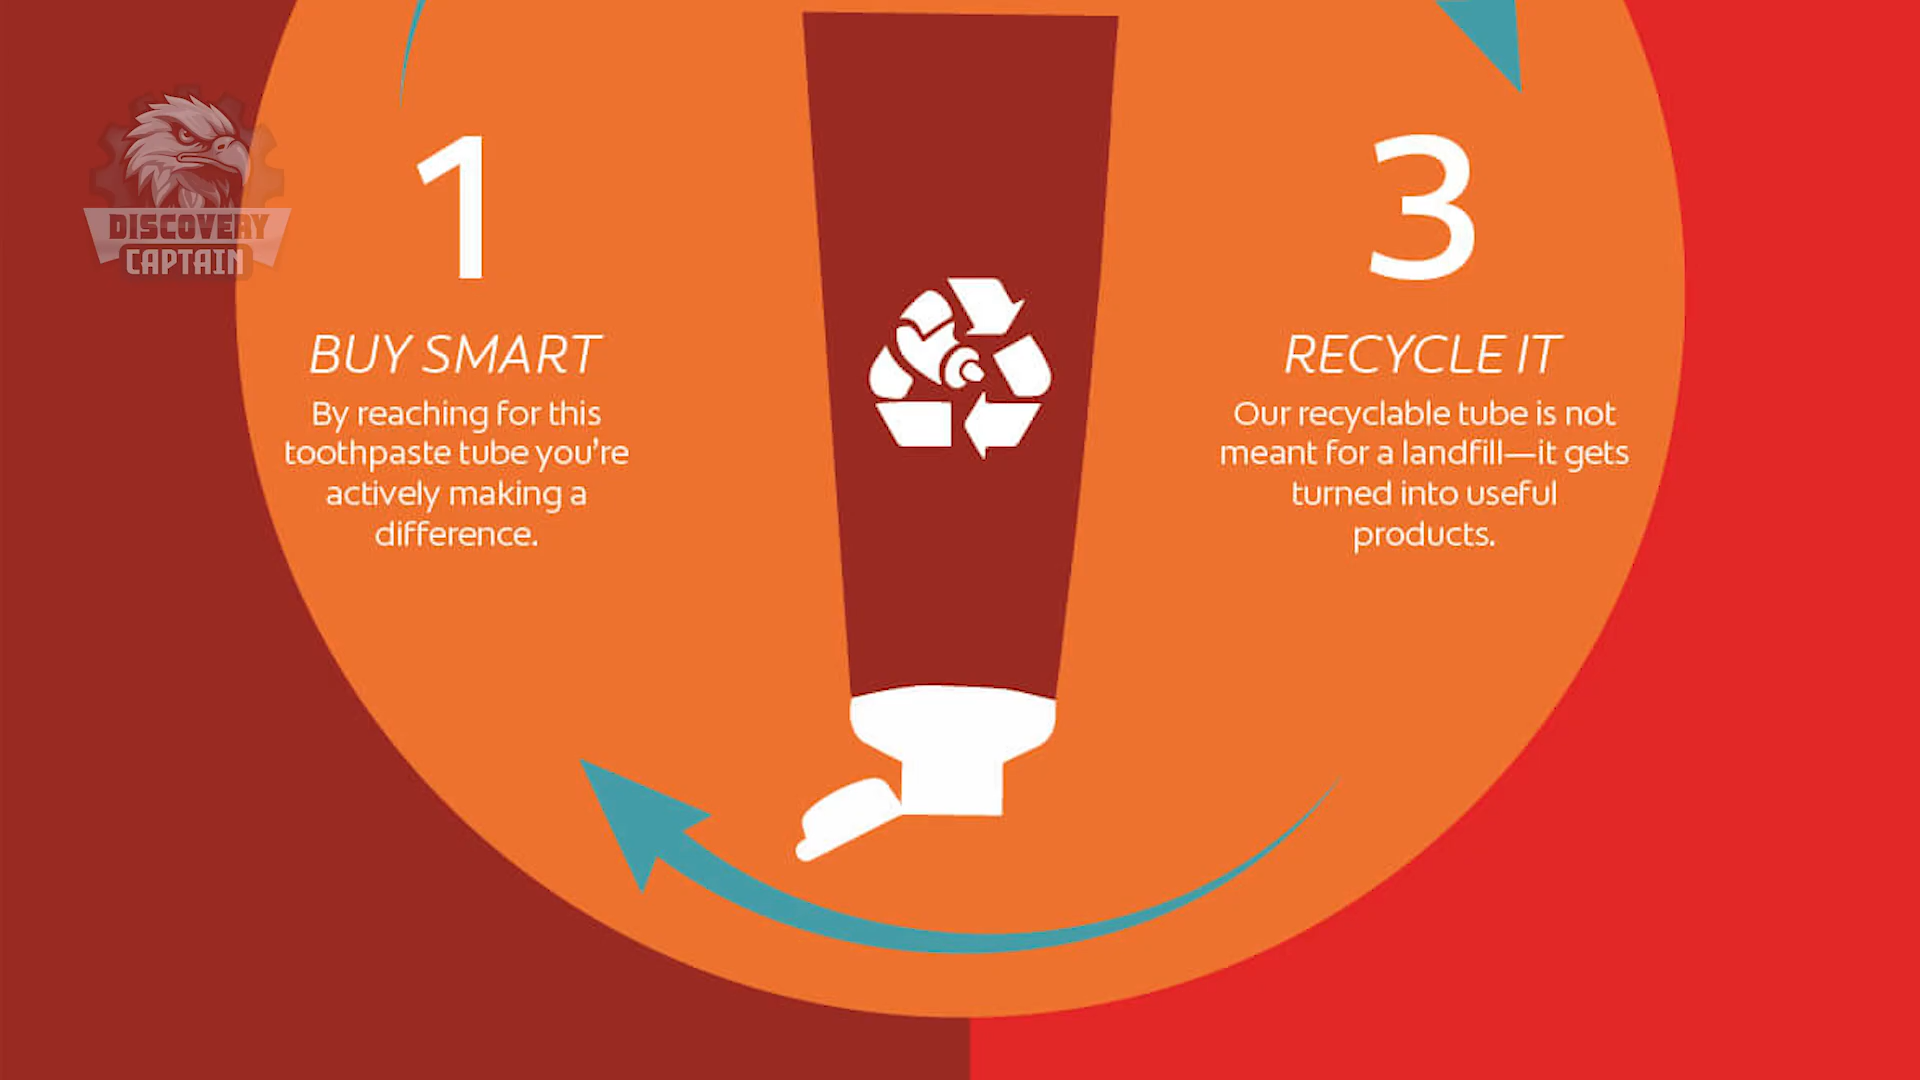 DISCOVERY
CAPTAIN
1
BUY SMART
By reaching for this
toothpaste tube you're
actively making a
difference.
3
RECYCLE IT
Our recyclable tube is not
meant for a landfill—it gets
turned into useful
products.